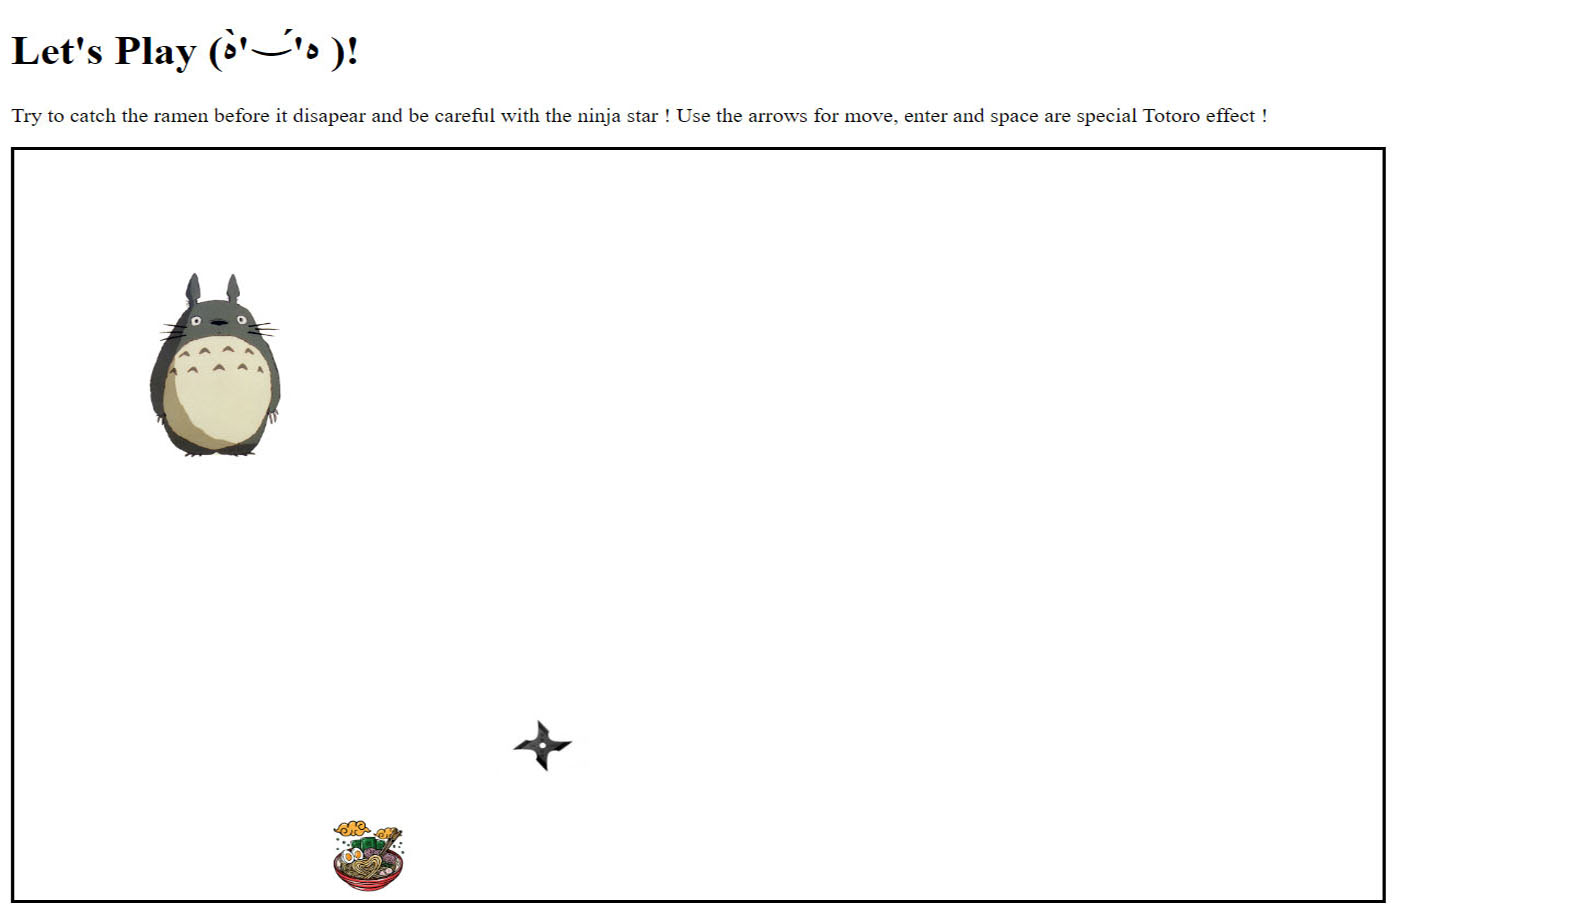 Let's Play (ه̀'‿'́ه )!
Try to catch the ramen before it disapear and be careful with the ninja star ! Use the arrows for move, enter and space are special Totoro effect !